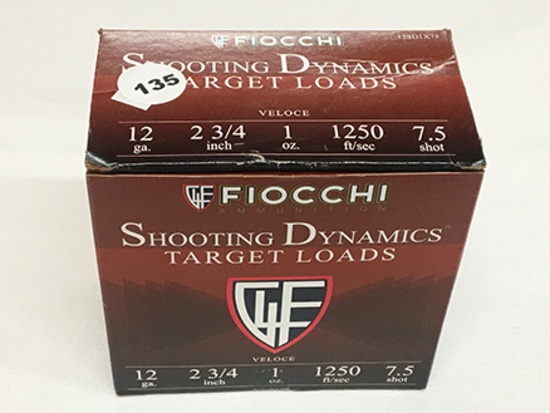 FIOCCHI
12SD1X75
SHOOTING DYNAMICS
135
TARGET LOADS
VELOCE
12 2 3/4 1 1250 7.5
ga. inch oz. ft/sec shot
GFL FIOCCHI
AMMUNITION
SHOOTING DYNAMICS
TARGET LOADS
GFL
VELOCE
12 2 3/4 1 1250 7.5
ga. inch oz. ft/sec shot